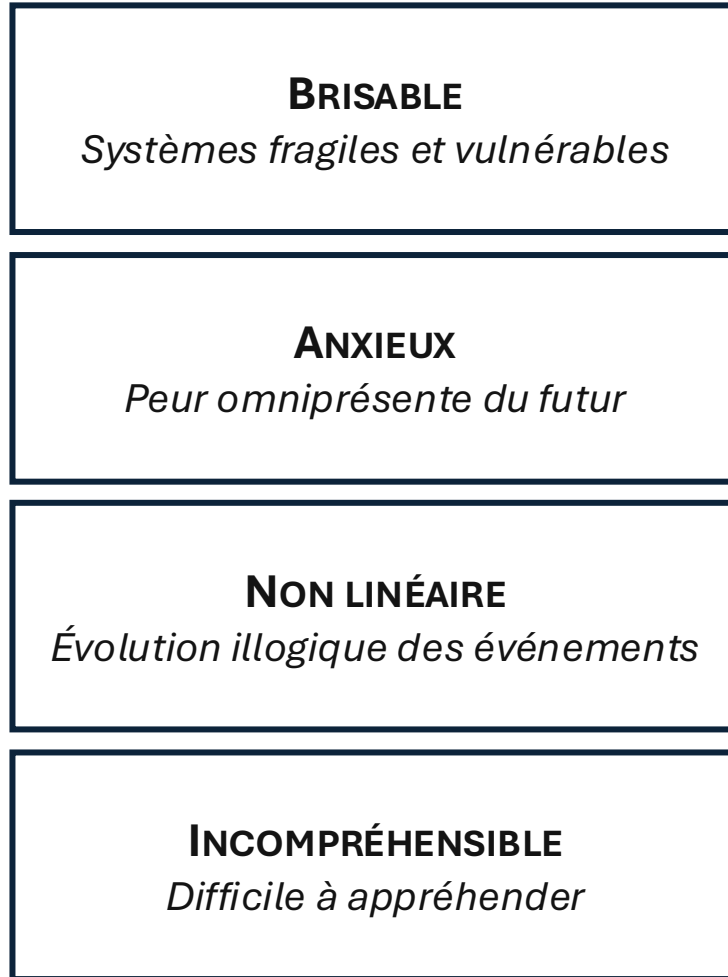 BRISABLE
Systèmes fragiles et vulnérables
ANXIEUX
Peur omniprésente du futur
NON LINÉAIRE
Évolution illogique des événements
INCOMPRÉHENSIBLE
Difficile à appréhender